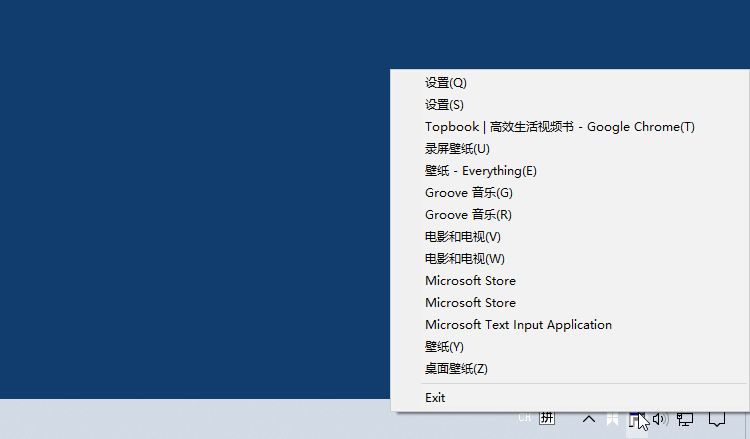 设置(Q)
设置(S)
Topbook | 高效生活视频书 - Google Chrome(T)
录屏壁纸(U)
壁纸 - Everything(E)
Groove 音乐(G)
Groove 音乐(R)
电影和电视(V)
电影和电视(W)
Microsoft Store
Microsoft Store
Microsoft Text Input Application
壁纸(Y)
桌面壁纸(Z)
Exit
CH 拼